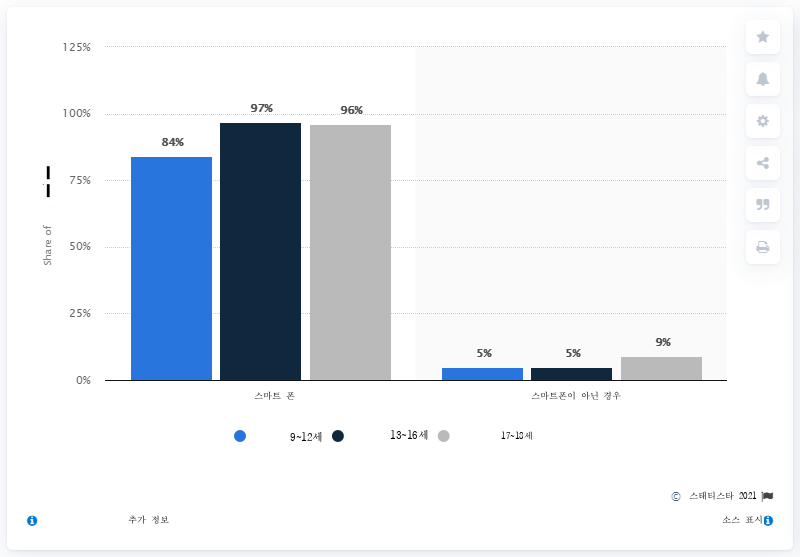 125%
100%
75%
50%
25%
0%
Share of
84%
97%
96%
5%
5%
9%
스마트 폰
스마트폰이 아닌 경우
9~12세
13~16세
17~18세
© 스태티스타 2021
추가 정보
소스 표시